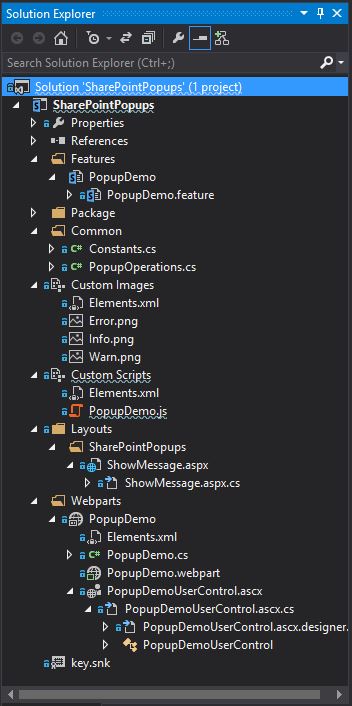 Solution Explorer
Search Solution Explorer (Ctrl+;)
Solution 'SharePointPopups' (1 project)
SharePointPopups
Properties
References
Features
PopupDemo
PopupDemo.feature
Package
Common
C# Constants.cs
C# PopupOperations.cs
Custom Images
Elements.xml
Error.png
Info.png
Warn.png
Custom Scripts
Elements.xml
PopupDemo.js
Layouts
SharePointPopups
ShowMessage.aspx
ShowMessage.aspx.cs
Webparts
PopupDemo
Elements.xml
C# PopupDemo.cs
PopupDemo.webpart
PopupDemoUserControl.ascx
PopupDemoUserControl.ascx.cs
PopupDemoUserControl.ascx.designer.
PopupDemoUserControl
key.snk